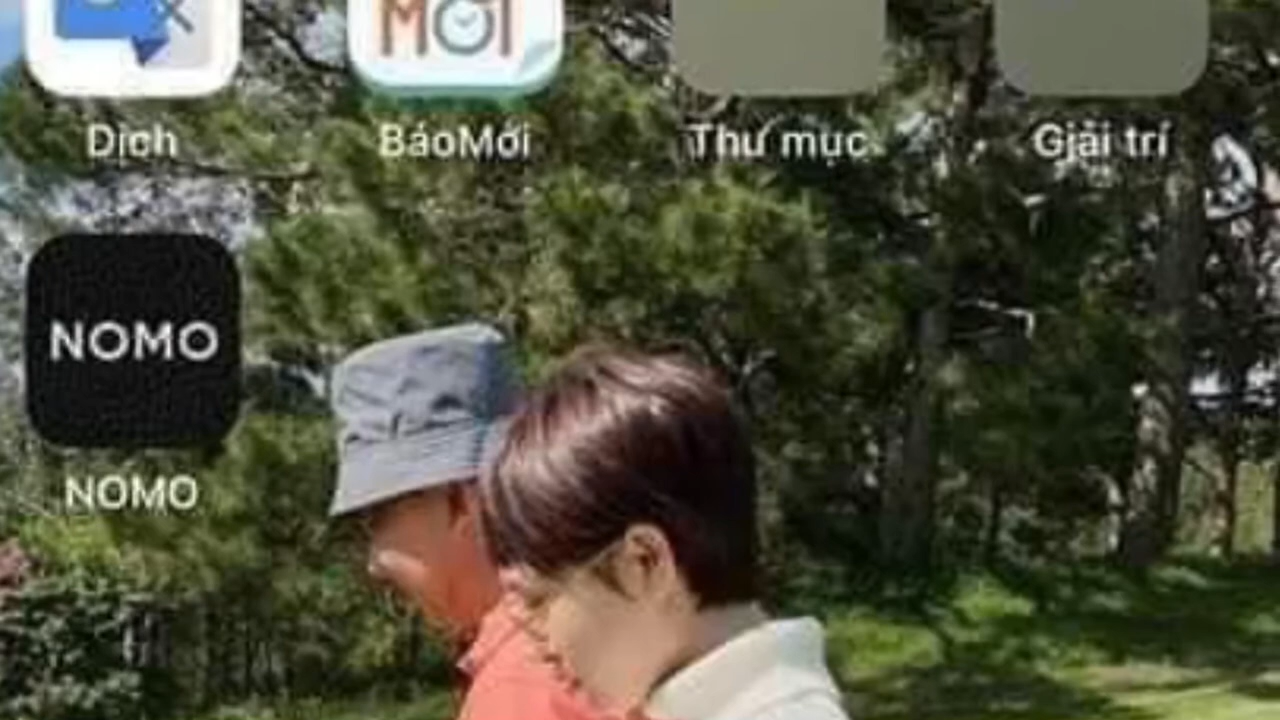 MỚI
Dịch
BáoMới
Thư mục
Giải trí
NOMO
NOMO